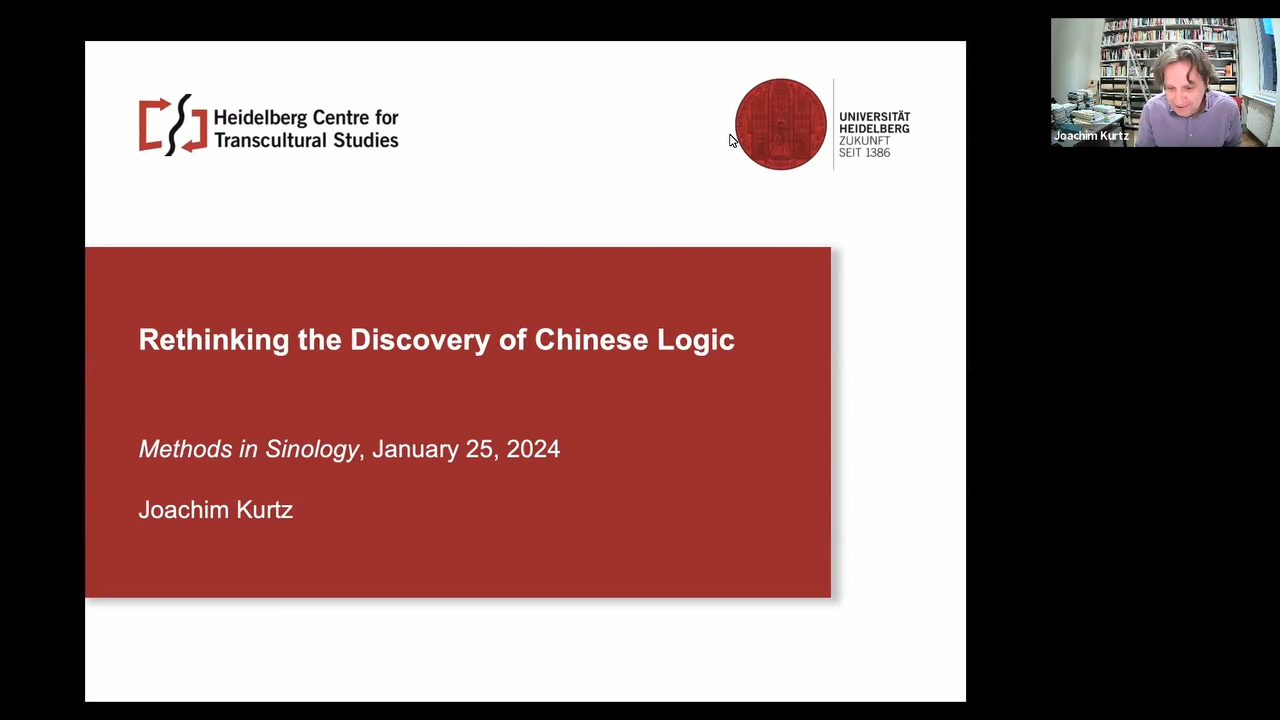 Heidelberg Centre for
Transcultural Studies
UNIVERSITÄT
HEIDELBERG
ZUKUNFT
SEIT 1386
Joachim Kurtz
Rethinking the Discovery of Chinese Logic
Methods in Sinology, January 25, 2024
Joachim Kurtz